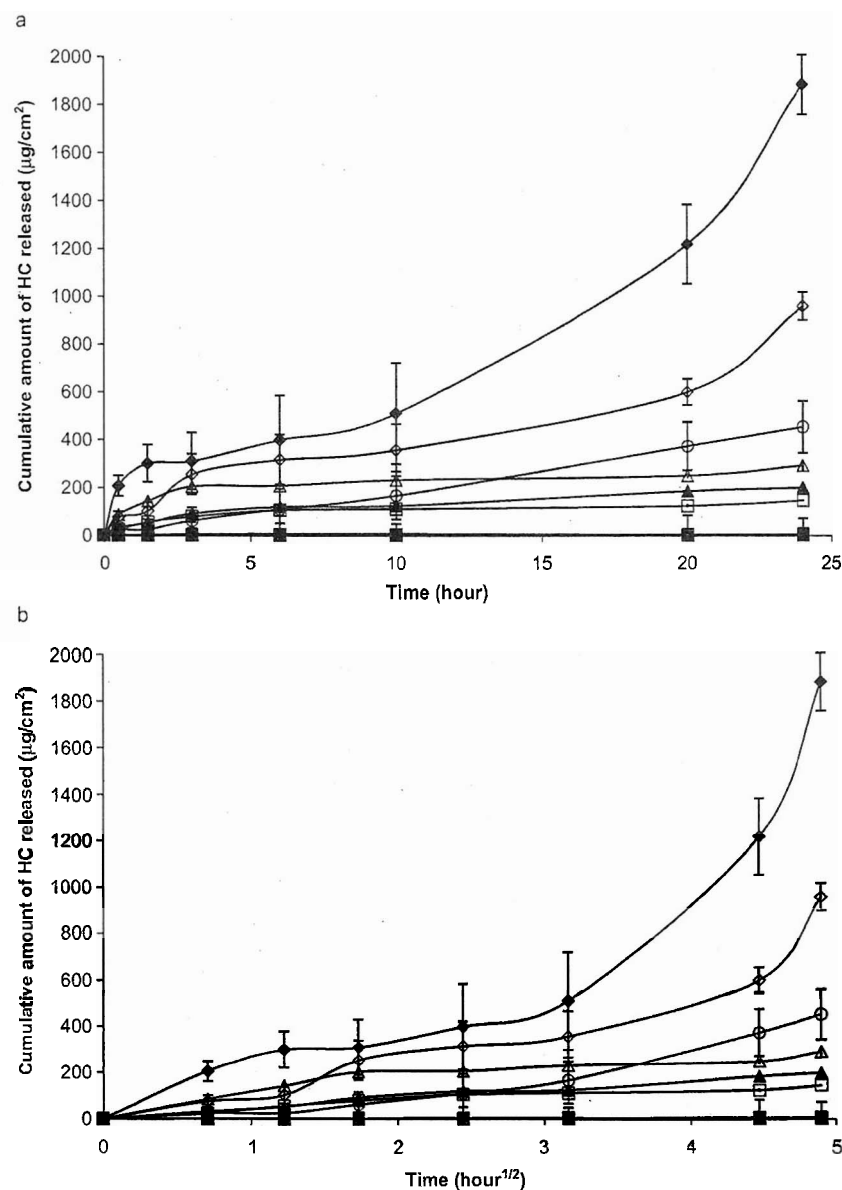 a
2000
1800
1600
1400
1200
1000
800
600
400
200
0
Cumulative amount of HC released (µg/cm²)
0 5 10 15 20 25
Time (hour)
b
2000
1800
1600
1400
1200
1000
800
600
400
200
0
Cumulative amount of HC released (µg/cm²)
0 1 2 3 4 5
Time (hour¹/²)